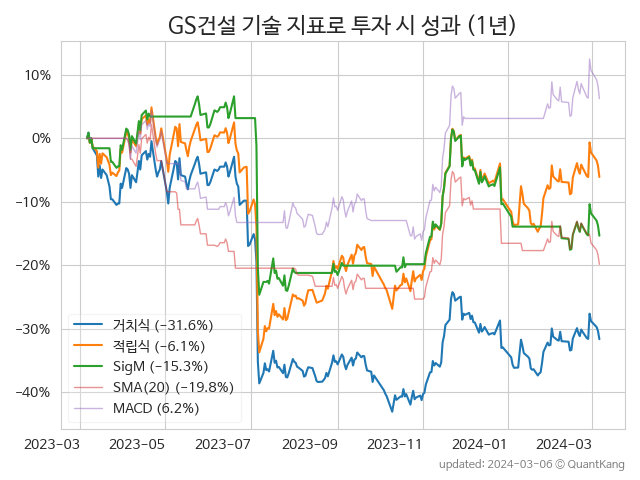 GS건설 기술 지표로 투자 시 성과 (1년)
10%
0%
−10%
−20%
−30%
−40%
거치식 (−31.6%)
적립식 (−6.1%)
SigM (−15.3%)
SMA(20) (−19.8%)
MACD (6.2%)
2023−03 2023−05 2023−07 2023−09 2023−11 2024−01 2024−03
updated: 2024−03−06 ⓒ QuantKang